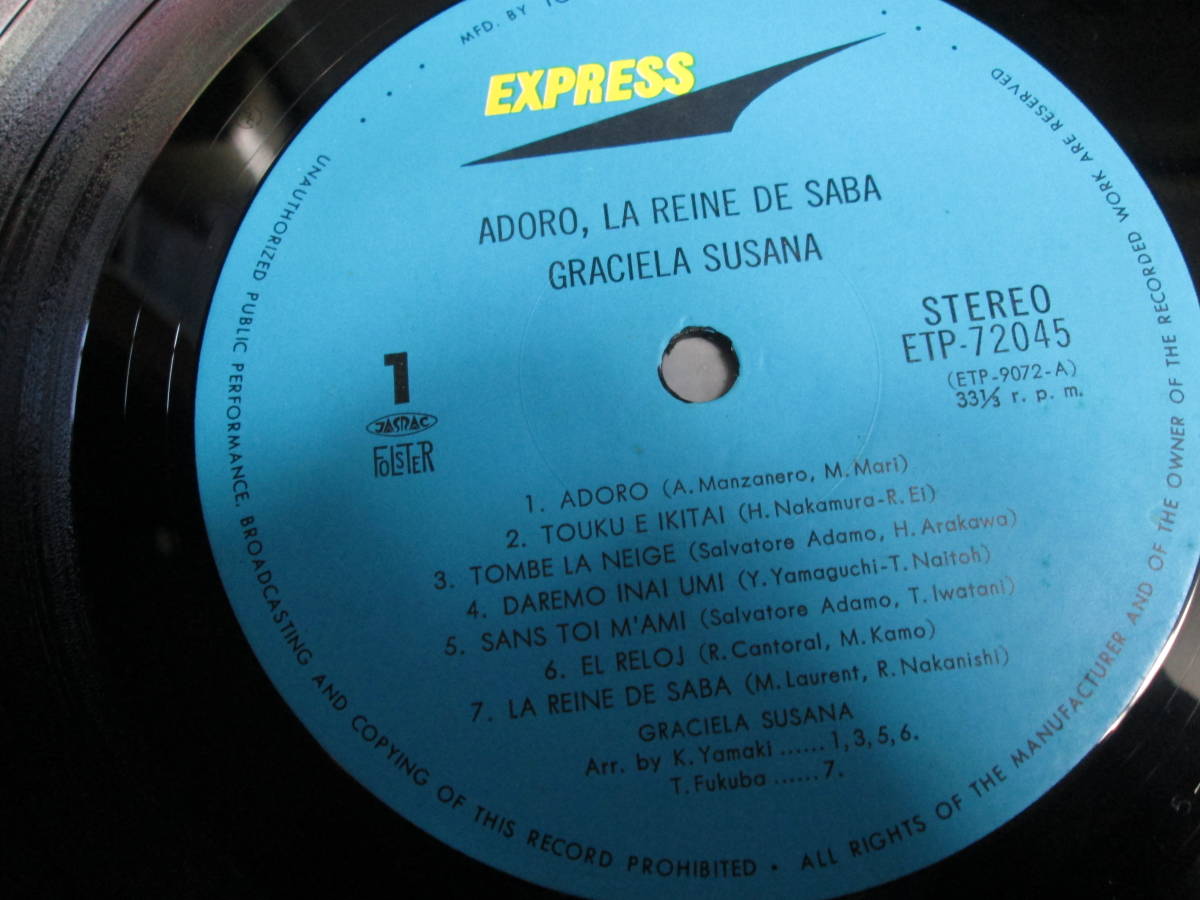 MFD. BY
EXPRESS
ADORO, LA REINE DE SABA
GRACIELA SUSANA
STEREO
ETP-72045
(ETP-9072-A)
33⅓ r. p. m.
1
JASRAC
FOLSTER
1. ADORO (A. Manzanero, M. Mari)
2. TOUKU E IKITAI (H. Nakamura-R. Ei)
3. TOMBE LA NEIGE (Salvatore Adamo, H. Arakawa)
4. DAREMO INAI UMI (Y. Yamaguchi-T. Naitoh)
5. SANS TOI M'AMI (Salvatore Adamo, T. Iwatani)
6. EL RELOJ (R. Cantoral, M. Kamo)
7. LA REINE DE SABA (M. Laurent, R. Nakanishi)
GRACIELA SUSANA
Arr. by K. Yamaki ...... 1, 3, 5, 6.
T. Fukuba ...... 7.
UNAUTHORIZED PUBLIC PERFORMANCE, BROADCASTING AND COPYING OF THIS RECORD PROHIBITED • ALL RIGHTS OF THE MANUFACTURER AND OF THE OWNER OF THE RECORDED WORK ARE RESERVED